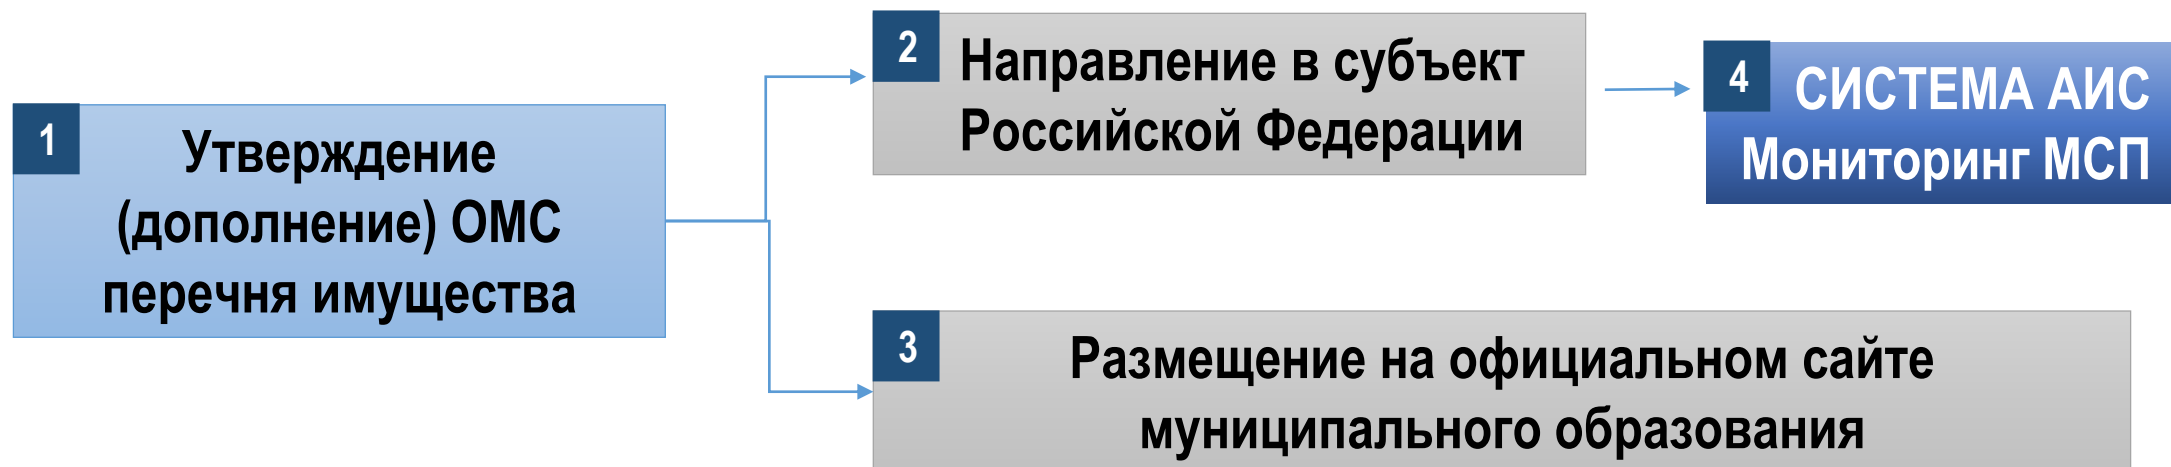 1
Утверждение
(дополнение) ОМС
перечня имущества
2
Направление в субъект
Российской Федерации
4
СИСТЕМА АИС
Мониторинг МСП
3
Размещение на официальном сайте
муниципального образования